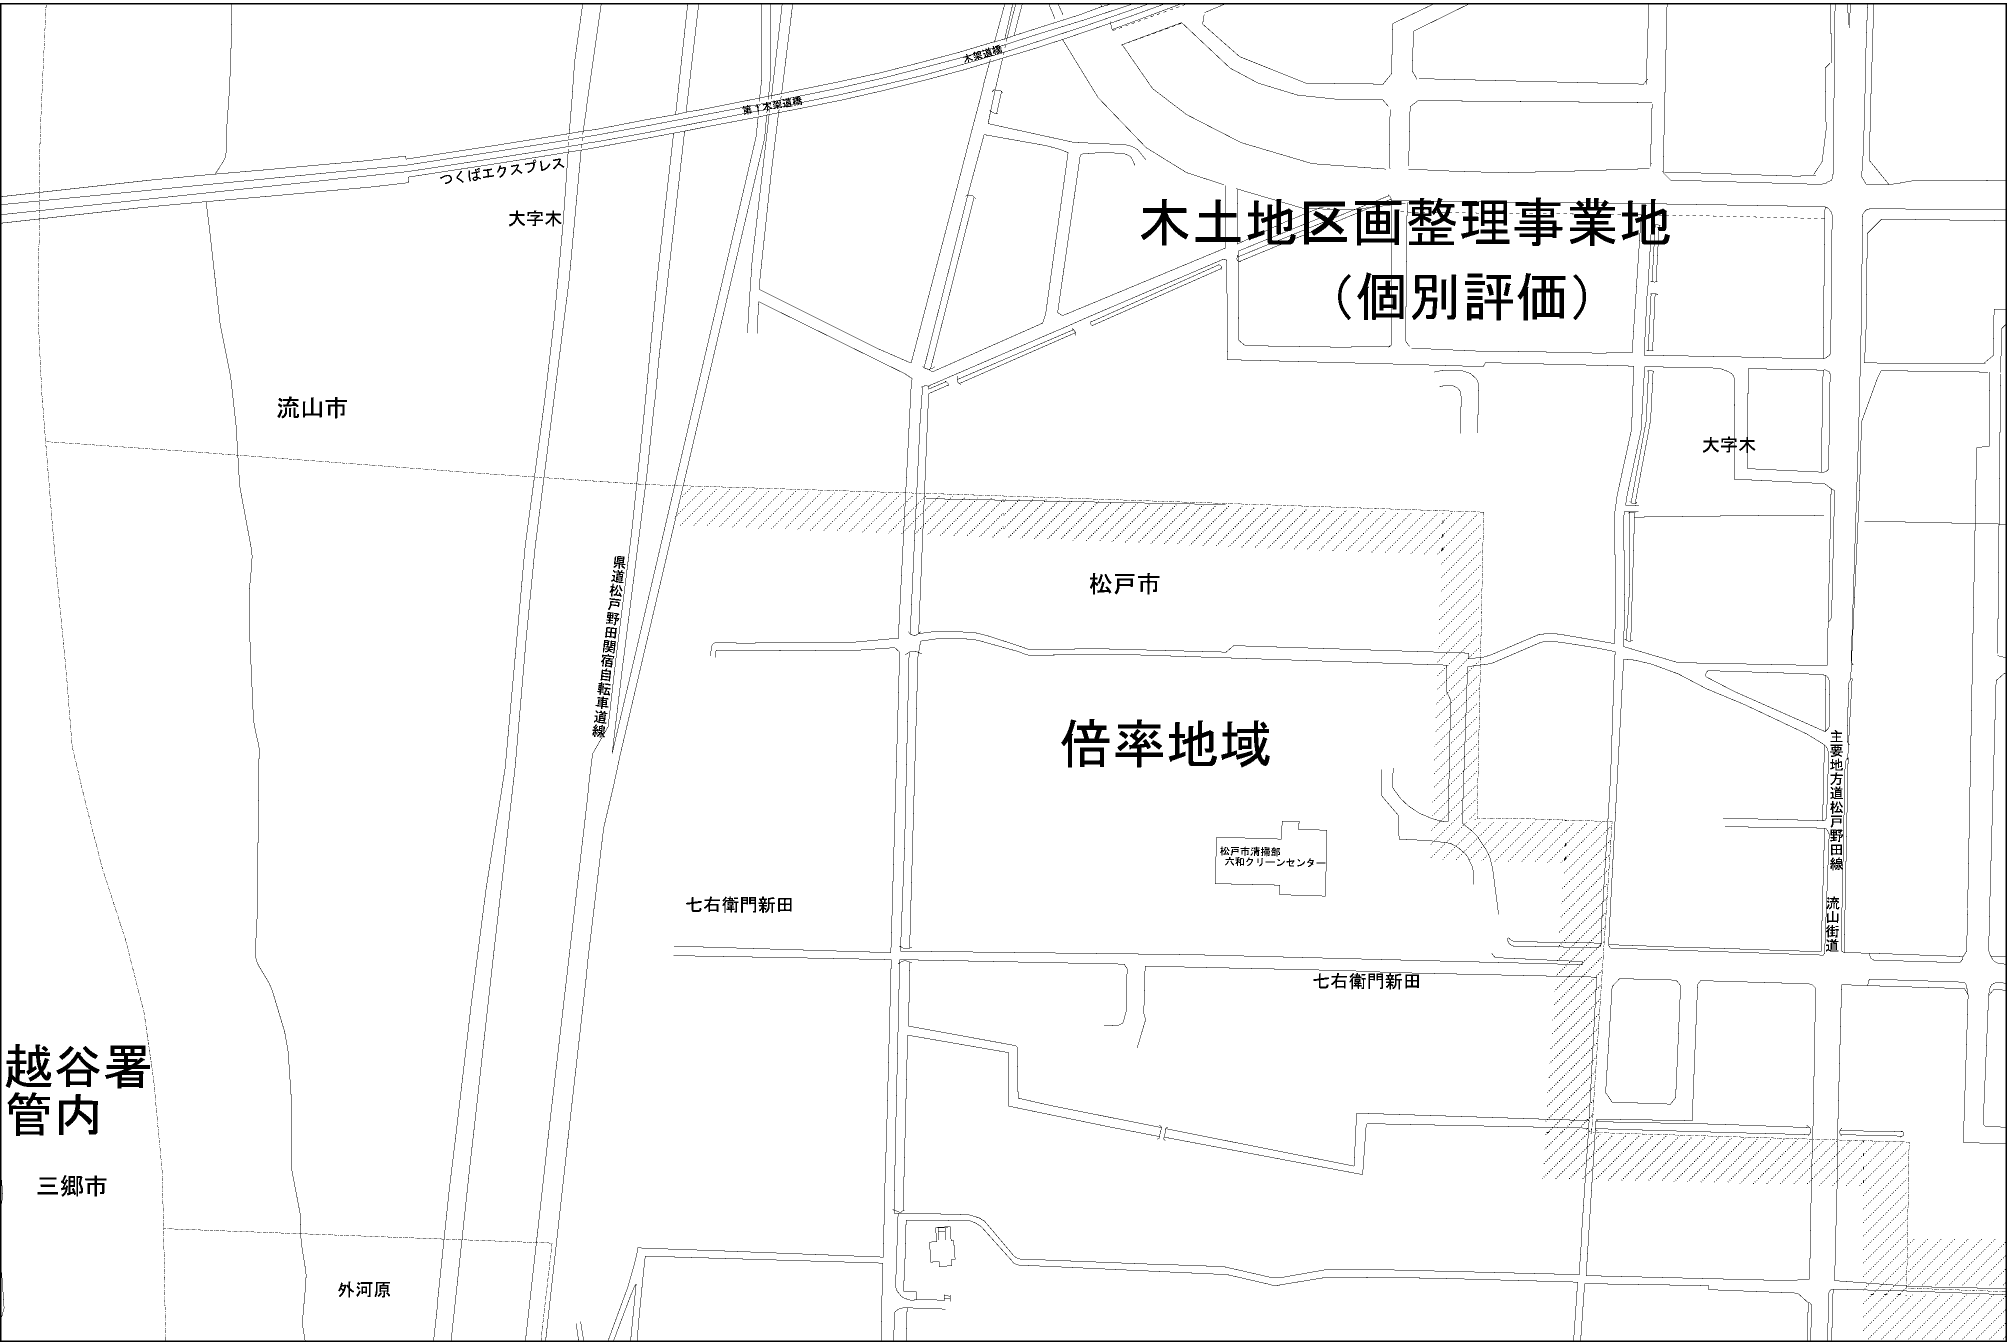 木架道橋
第1木架道橋
つくばエクスプレス
大字木
木土地区画整理事業地
（個別評価）
流山市
大字木
県道松戸野田関宿自転車道線
松戸市
倍率地域
主要地方道松戸野田線
流山街道
松戸市清掃部
六和クリーンセンター
七右衛門新田
七右衛門新田
越谷署
管内
三郷市
外河原